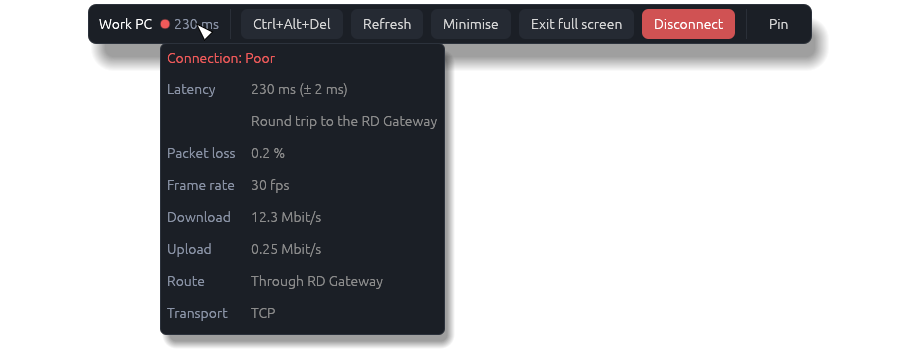 Work PC 230 ms Ctrl+Alt+Del Refresh Minimise Exit full screen Disconnect Pin
Connection: Poor
Latency 230 ms (± 2 ms)
Round trip to the RD Gateway
Packet loss 0.2 %
Frame rate 30 fps
Download 12.3 Mbit/s
Upload 0.25 Mbit/s
Route Through RD Gateway
Transport TCP